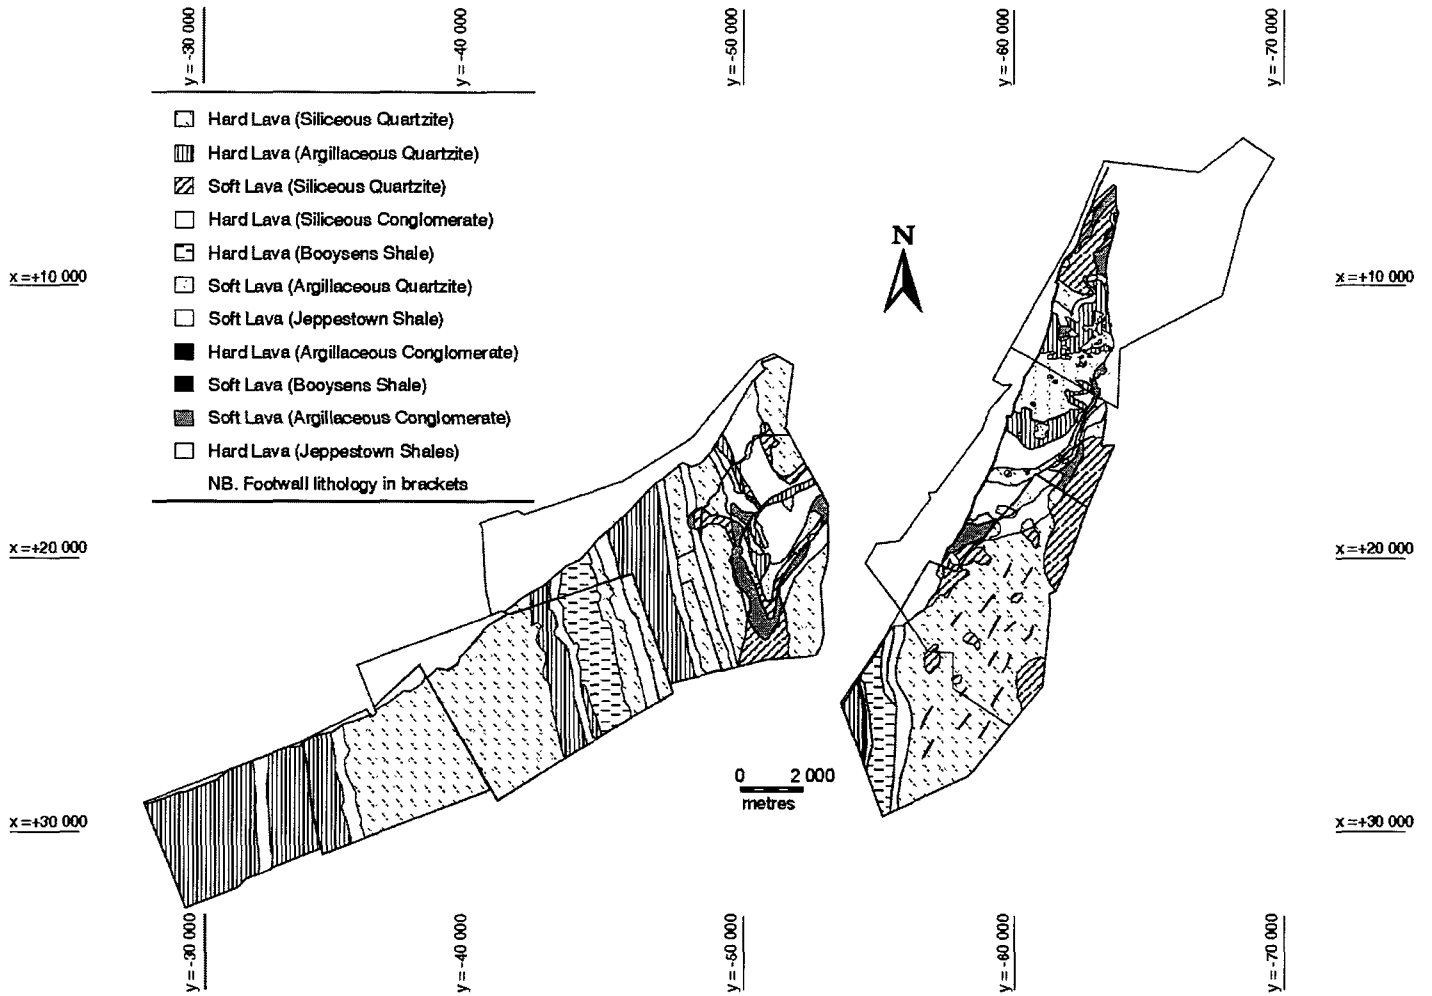 y = -30 000
y = -40 000
y = -50 000
y = -60 000
y = -70 000
Hard Lava (Siliceous Quartzite)
Hard Lava (Argillaceous Quartzite)
Soft Lava (Siliceous Quartzite)
Hard Lava (Siliceous Conglomerate)
Hard Lava (Booysens Shale)
Soft Lava (Argillaceous Quartzite)
Soft Lava (Jeppestown Shale)
Hard Lava (Argillaceous Conglomerate)
Soft Lava (Booysens Shale)
Soft Lava (Argillaceous Conglomerate)
Hard Lava (Jeppestown Shales)
NB. Footwall lithology in brackets
N
x =+10 000
x =+10 000
x =+20 000
x =+20 000
0 2 000
metres
x =+30 000
x =+30 000
y = -30 000
y = -40 000
y = -50 000
y = -60 000
y = -70 000